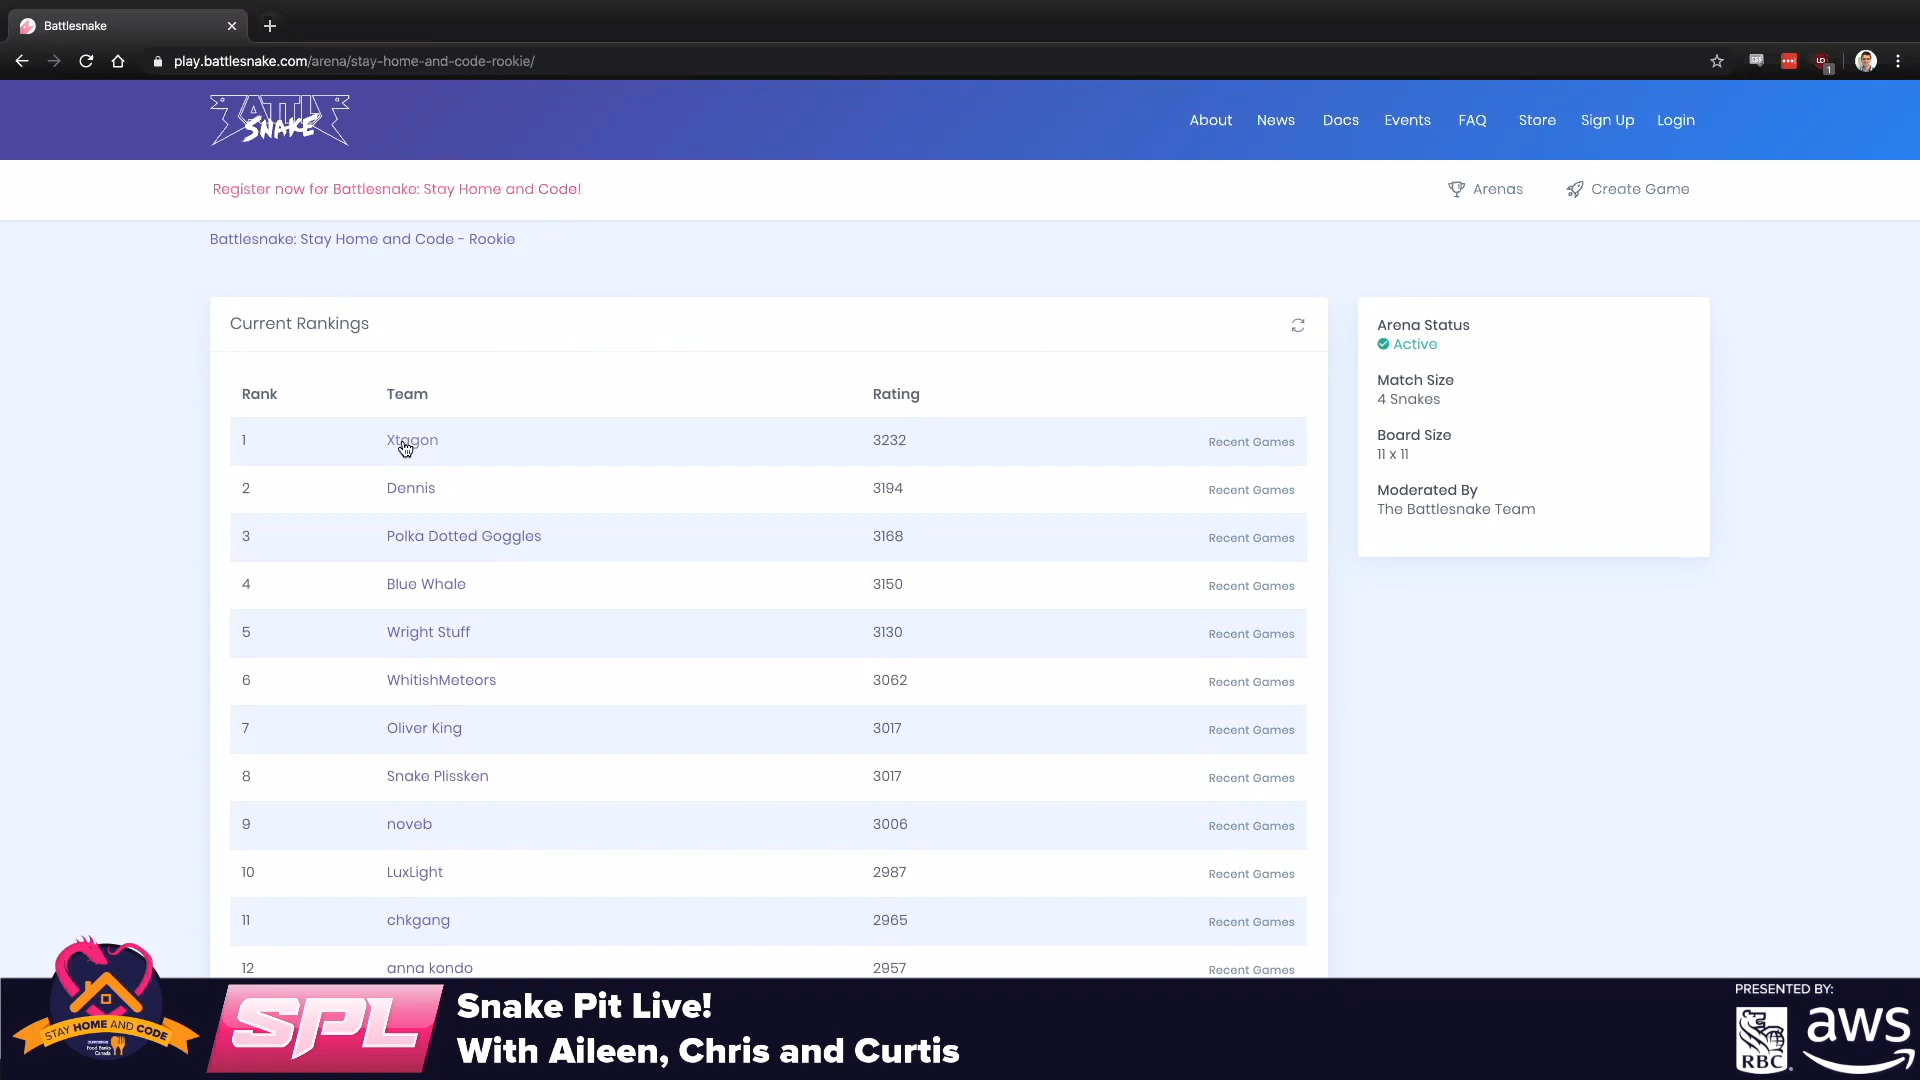 Battlesnake
play.battlesnake.com/arena/stay-home-and-code-rookie/
1
BATTLE
SNAKE
About News Docs Events FAQ Store Sign Up Login
Register now for Battlesnake: Stay Home and Code!
Arenas Create Game
Battlesnake: Stay Home and Code - Rookie
Current Rankings
Rank Team Rating
1 Xtagon 3232 Recent Games
2 Dennis 3194 Recent Games
3 Polka Dotted Goggles 3168 Recent Games
4 Blue Whale 3150 Recent Games
5 Wright Stuff 3130 Recent Games
6 WhitishMeteors 3062 Recent Games
7 Oliver King 3017 Recent Games
8 Snake Plissken 3017 Recent Games
9 noveb 3006 Recent Games
10 LuxLight 2987 Recent Games
11 chkgang 2965 Recent Games
12 anna kondo 2957 Recent Games
Arena Status
Active
Match Size
4 Snakes
Board Size
11 x 11
Moderated By
The Battlesnake Team
STAY HOME AND CODE
SUPPORTING
Food Banks
Canada
SPL
Snake Pit Live!
With Aileen, Chris and Curtis
PRESENTED BY:
RBC
aws